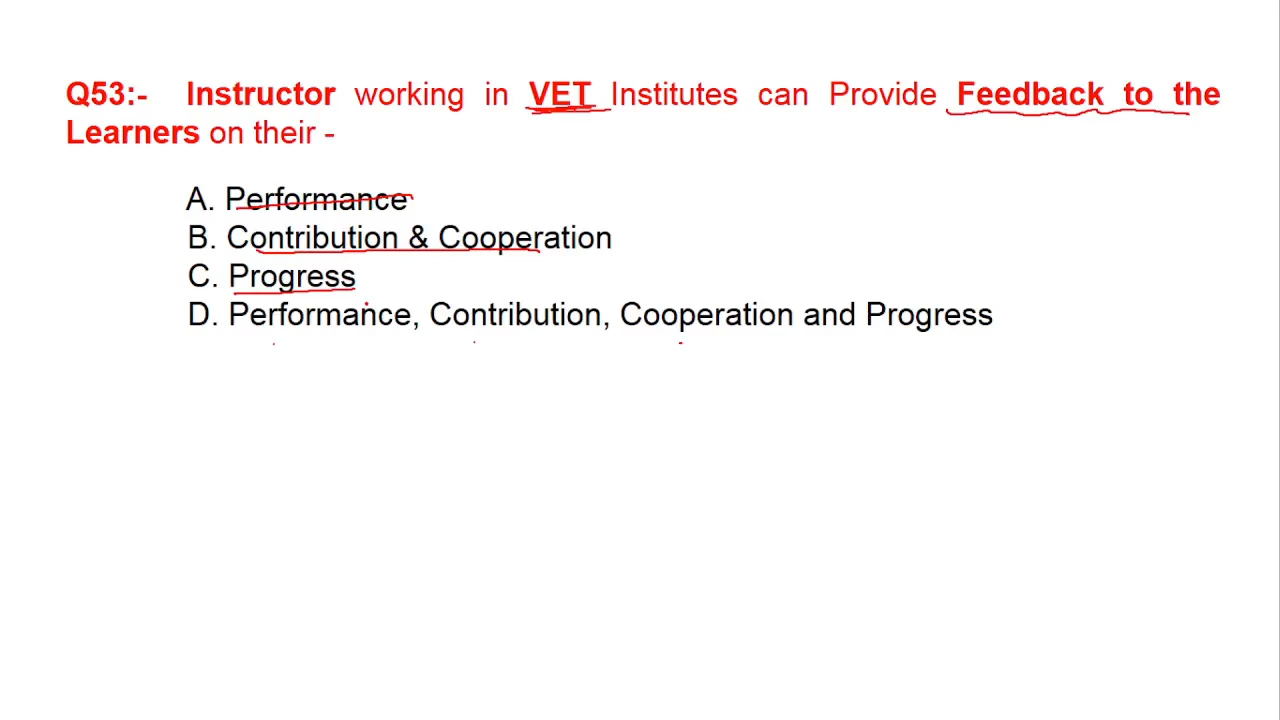 Q53:- Instructor working in VET Institutes can Provide Feedback to the
Learners on their -
A. Performance
B. Contribution & Cooperation
C. Progress
D. Performance, Contribution, Cooperation and Progress